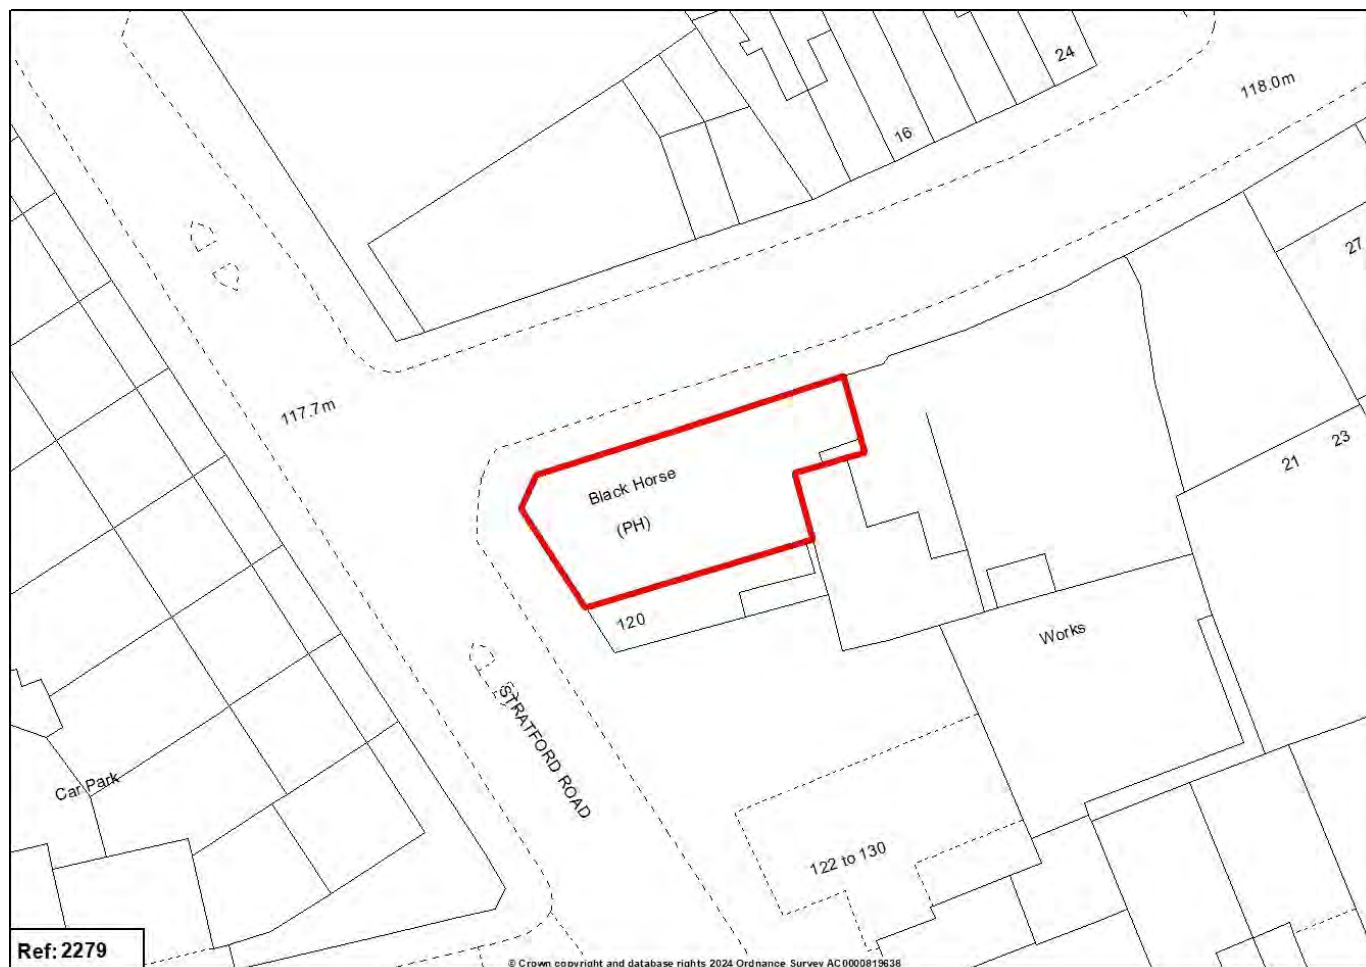 24
118.0m
16
27
117.7m
23
21
Black Horse
(PH)
120
Works
STRATFORD ROAD
Car Park
122 to 130
Ref: 2279
© Crown copyright and database rights 2024 Ordnance Survey AC0000819636